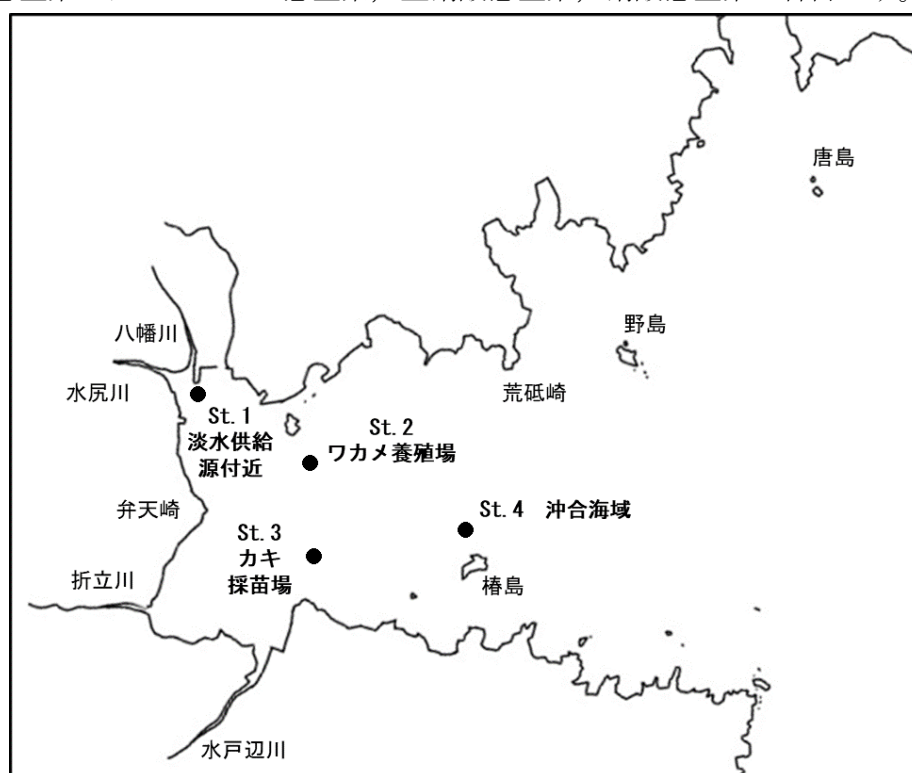 唐島
野島
八幡川
水尻川
荒砥崎
St.1
淡水供給
源付近
St.2
ワカメ養殖場
弁天崎
St.4 沖合海域
St.3
カキ
採苗場
折立川
椿島
水戸辺川